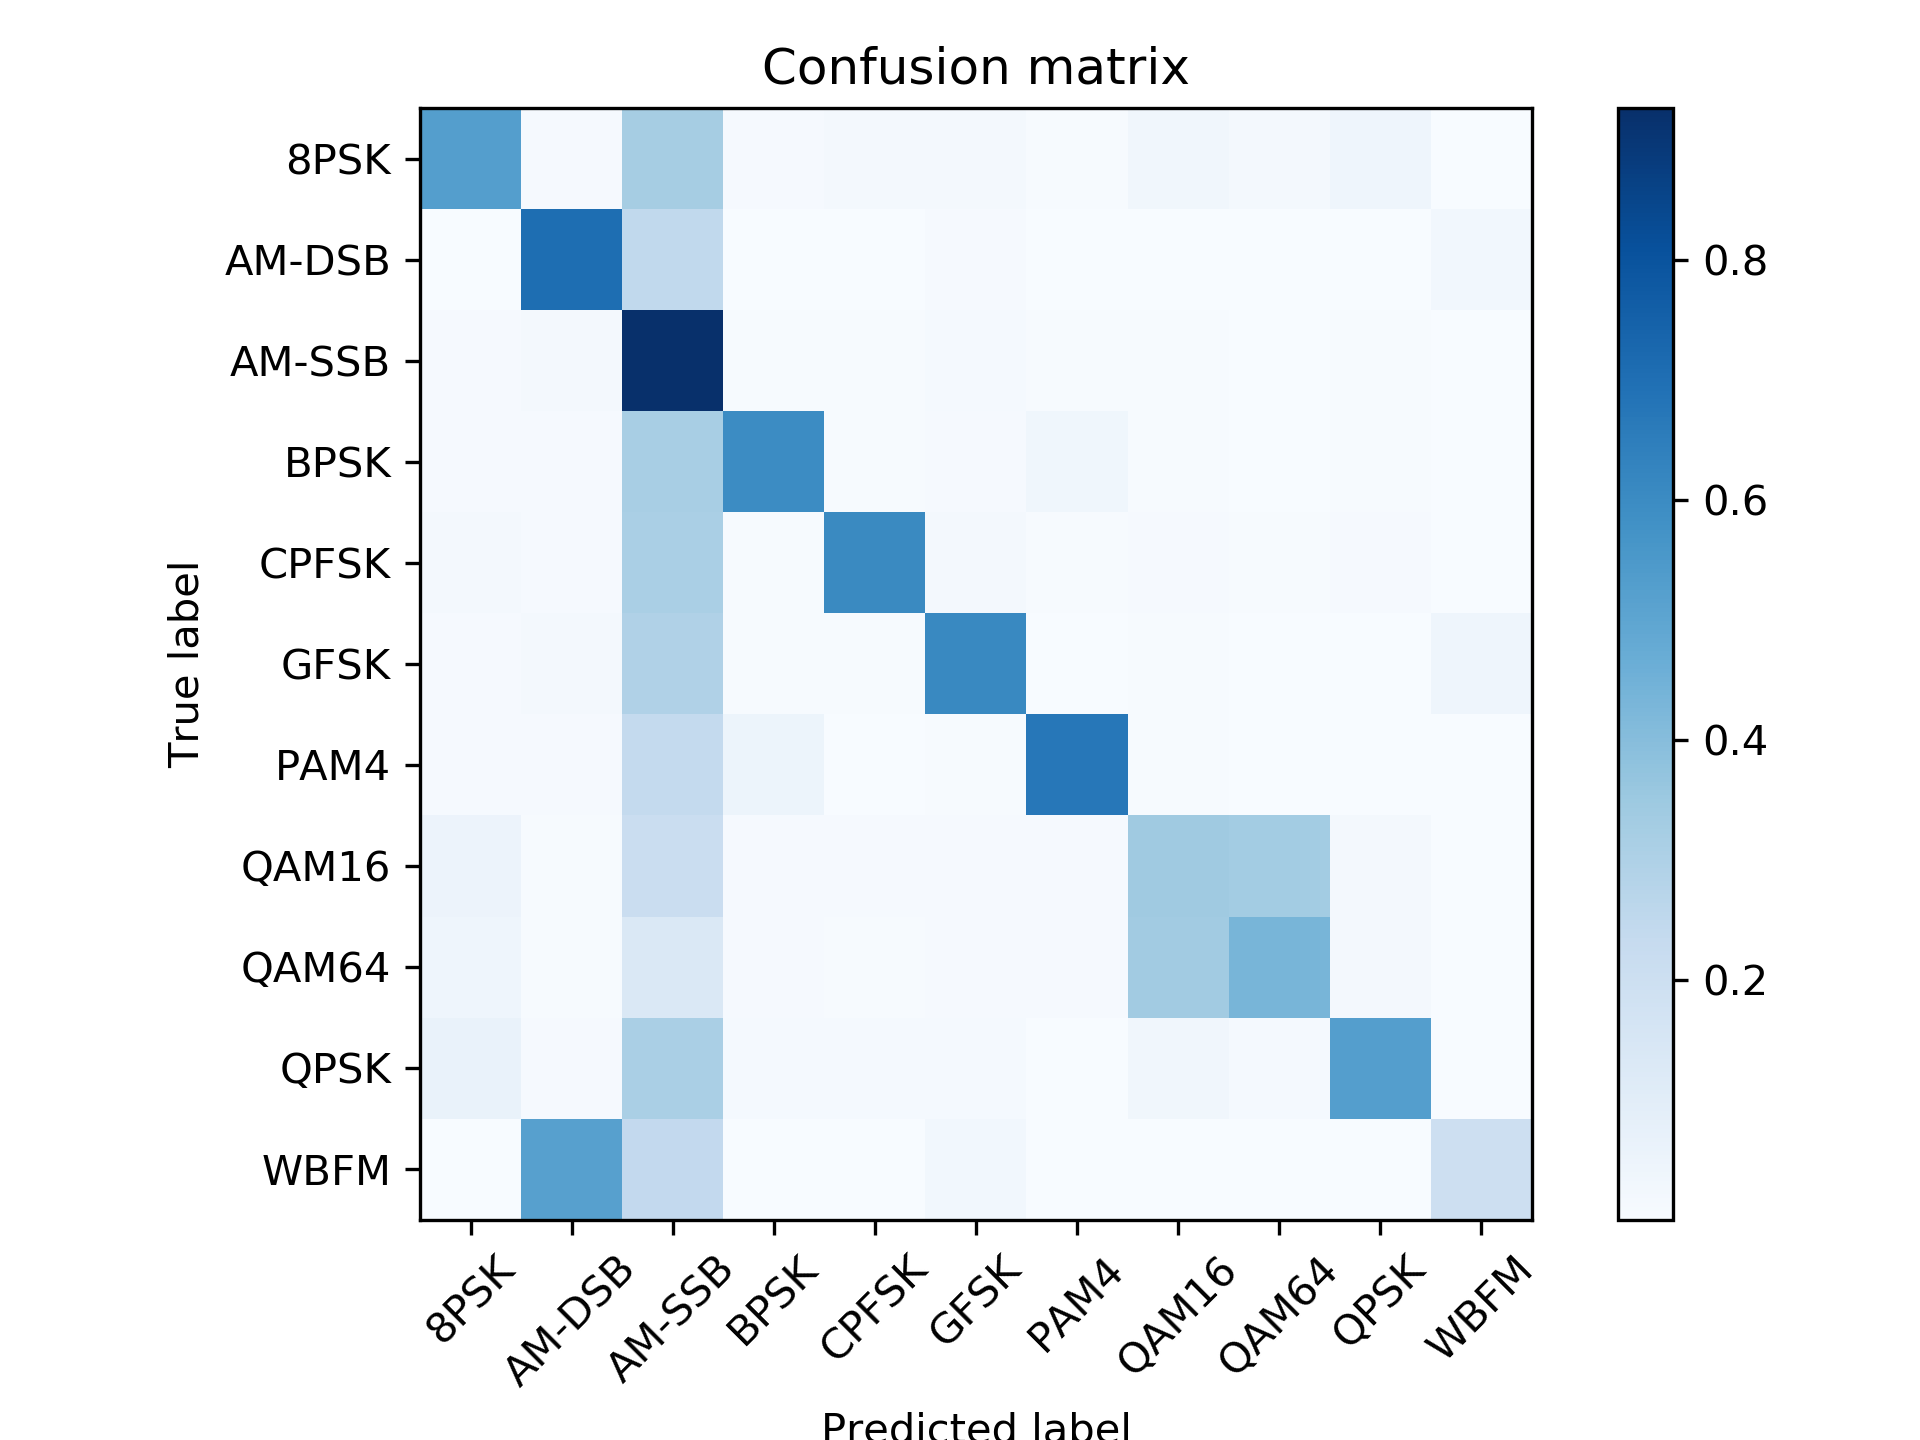 Confusion matrix
8PSK
AM-DSB
AM-SSB
BPSK
CPFSK
GFSK
PAM4
QAM16
QAM64
QPSK
WBFM
True label
8PSK
AM-DSB
AM-SSB
BPSK
CPFSK
GFSK
PAM4
QAM16
QAM64
QPSK
WBFM
Predicted label
0.8
0.6
0.4
0.2